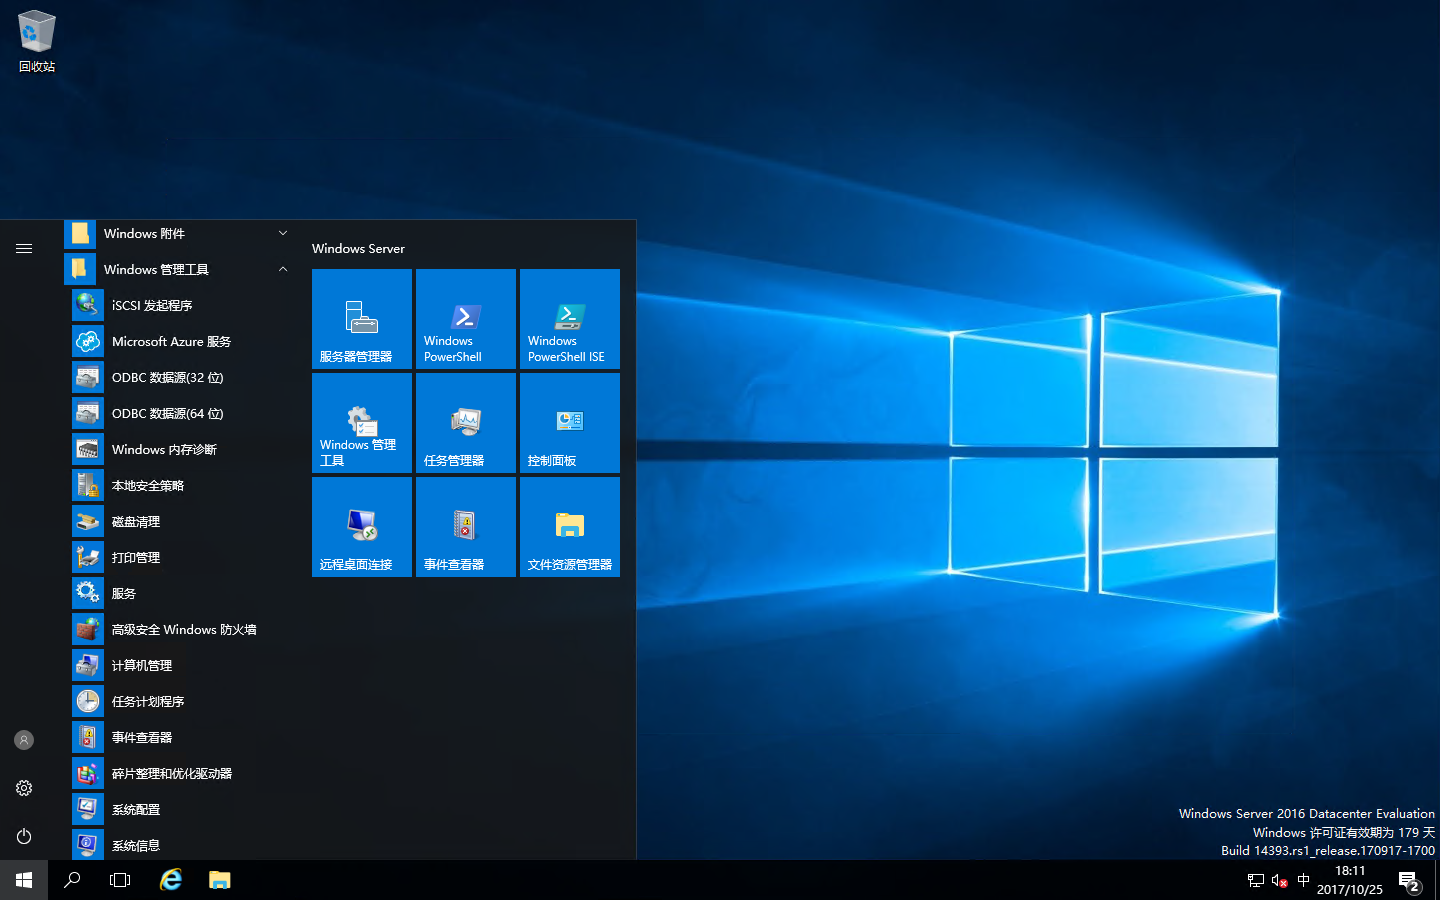 回收站
Windows 附件
Windows 管理工具
iSCSI 发起程序
Microsoft Azure 服务
ODBC 数据源(32 位)
ODBC 数据源(64 位)
Windows 内存诊断
本地安全策略
磁盘清理
打印管理
服务
高级安全 Windows 防火墙
计算机管理
任务计划程序
事件查看器
碎片整理和优化驱动器
系统配置
系统信息
Windows Server
服务器管理器
Windows
PowerShell
Windows
PowerShell ISE
Windows 管理
工具
任务管理器
控制面板
远程桌面连接
事件查看器
文件资源管理器
Windows Server 2016 Datacenter Evaluation
Windows 许可证有效期为 179 天
Build 14393.rs1_release.170917-1700
中
18:11
2017/10/25
2